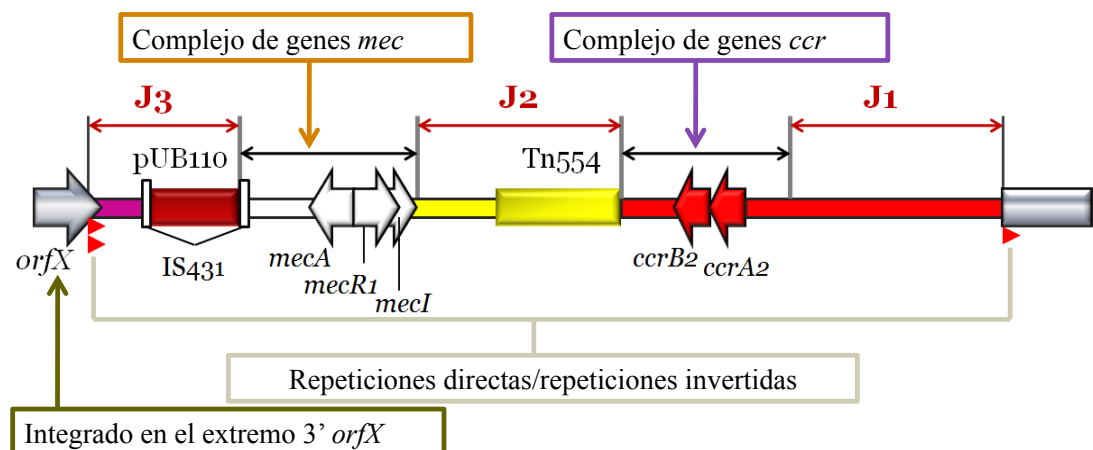 Complejo de genes mec
Complejo de genes ccr
J3
J2
J1
pUB110
Tn554
orfX
IS431
mecA
mecR1
mecI
ccrB2
ccrA2
Repeticiones directas/repeticiones invertidas
Integrado en el extremo 3’ orfX